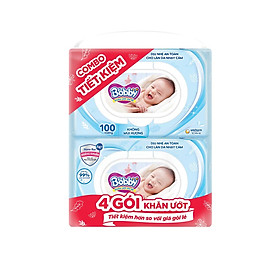 COMBO
TIẾT KIỆM
DỊU NHẸ AN TOÀN
CHO LÀN DA NHẠY CẢM
Bobby
100
KHÔNG
MÙI HƯƠNG
DỊU NHẸ AN TOÀN
CHO LÀN DA NHẠY CẢM
Bobby
99%
4 GÓI KHĂN ƯỚT
Tiết kiệm hơn so với giá gói lẻ